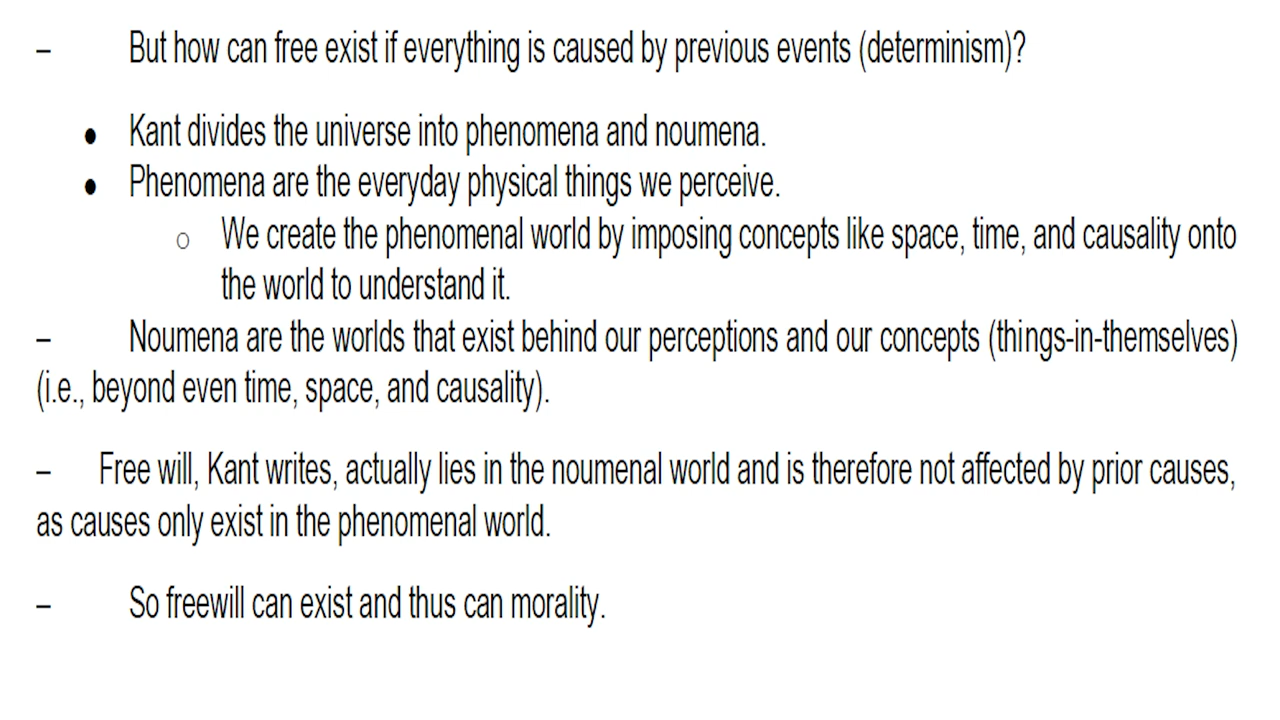 – But how can free exist if everything is caused by previous events (determinism)?
● Kant divides the universe into phenomena and noumena.
● Phenomena are the everyday physical things we perceive.
○ We create the phenomenal world by imposing concepts like space, time, and causality onto
the world to understand it.
– Noumena are the worlds that exist behind our perceptions and our concepts (things-in-themselves)
(i.e., beyond even time, space, and causality).
– Free will, Kant writes, actually lies in the noumenal world and is therefore not affected by prior causes,
as causes only exist in the phenomenal world.
– So freewill can exist and thus can morality.